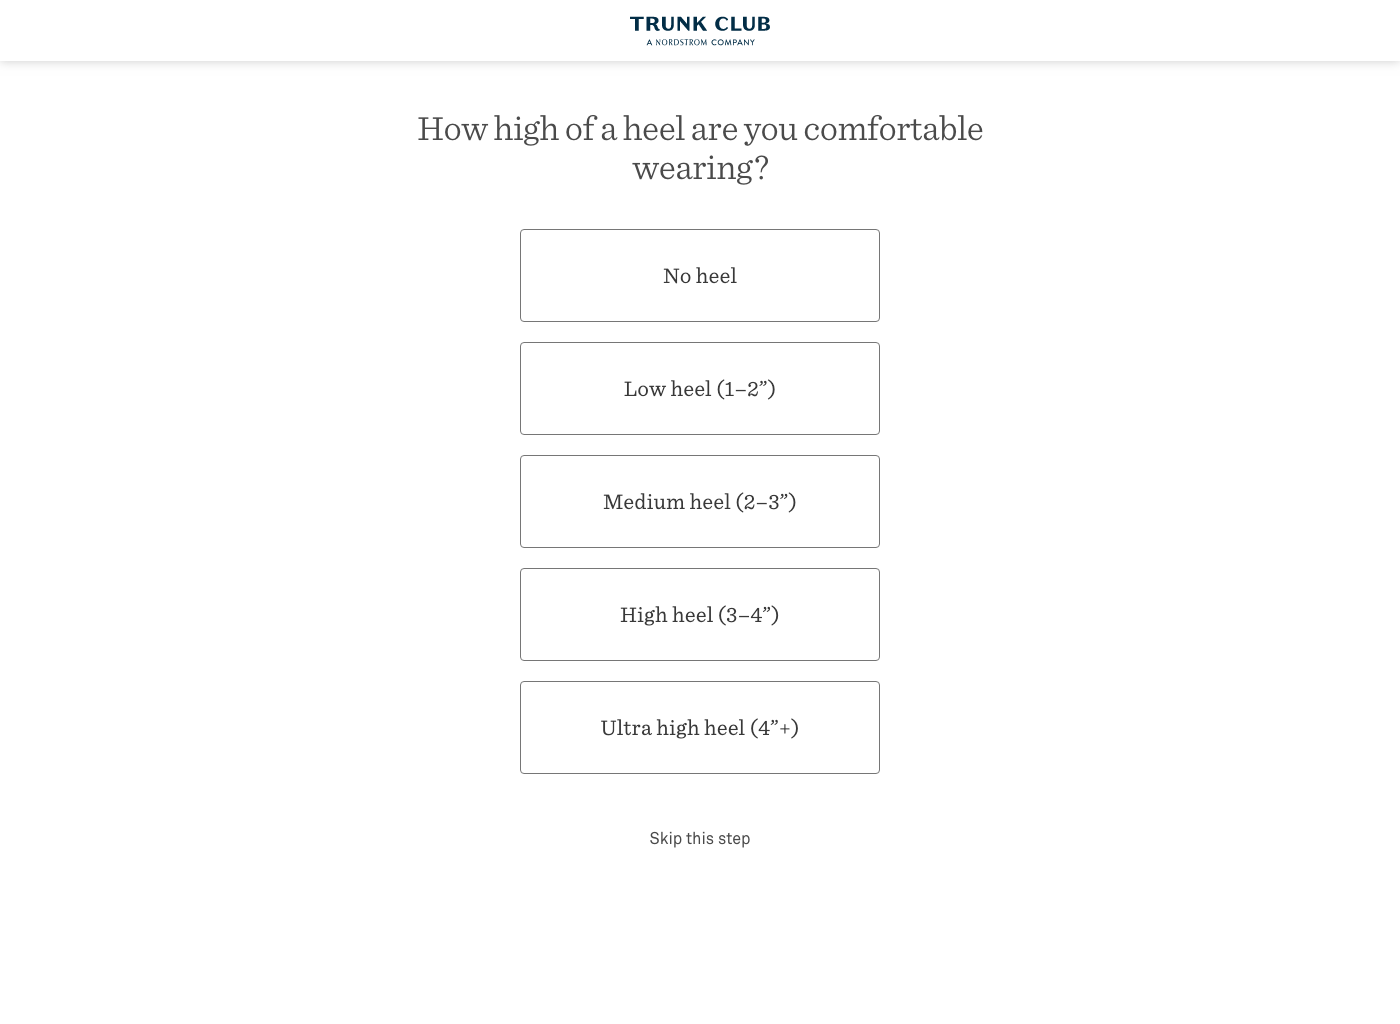 TRUNK CLUB
A NORDSTROM COMPANY
How high of a heel are you comfortable
wearing?
No heel
Low heel (1–2”)
Medium heel (2–3”)
High heel (3–4”)
Ultra high heel (4”+)
Skip this step